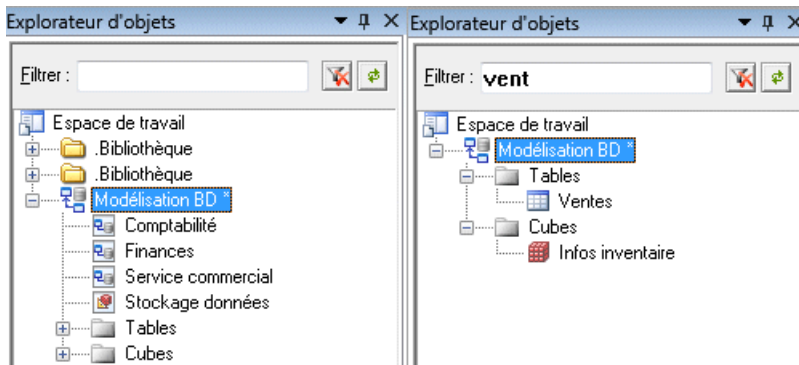 Explorateur d'objets
Filtrer :
Espace de travail
.Bibliothèque
.Bibliothèque
Modélisation BD *
Comptabilité
Finances
Service commercial
Stockage données
Tables
Cubes
Explorateur d'objets
Filtrer : vent
Espace de travail
Modélisation BD *
Tables
Ventes
Cubes
Infos inventaire